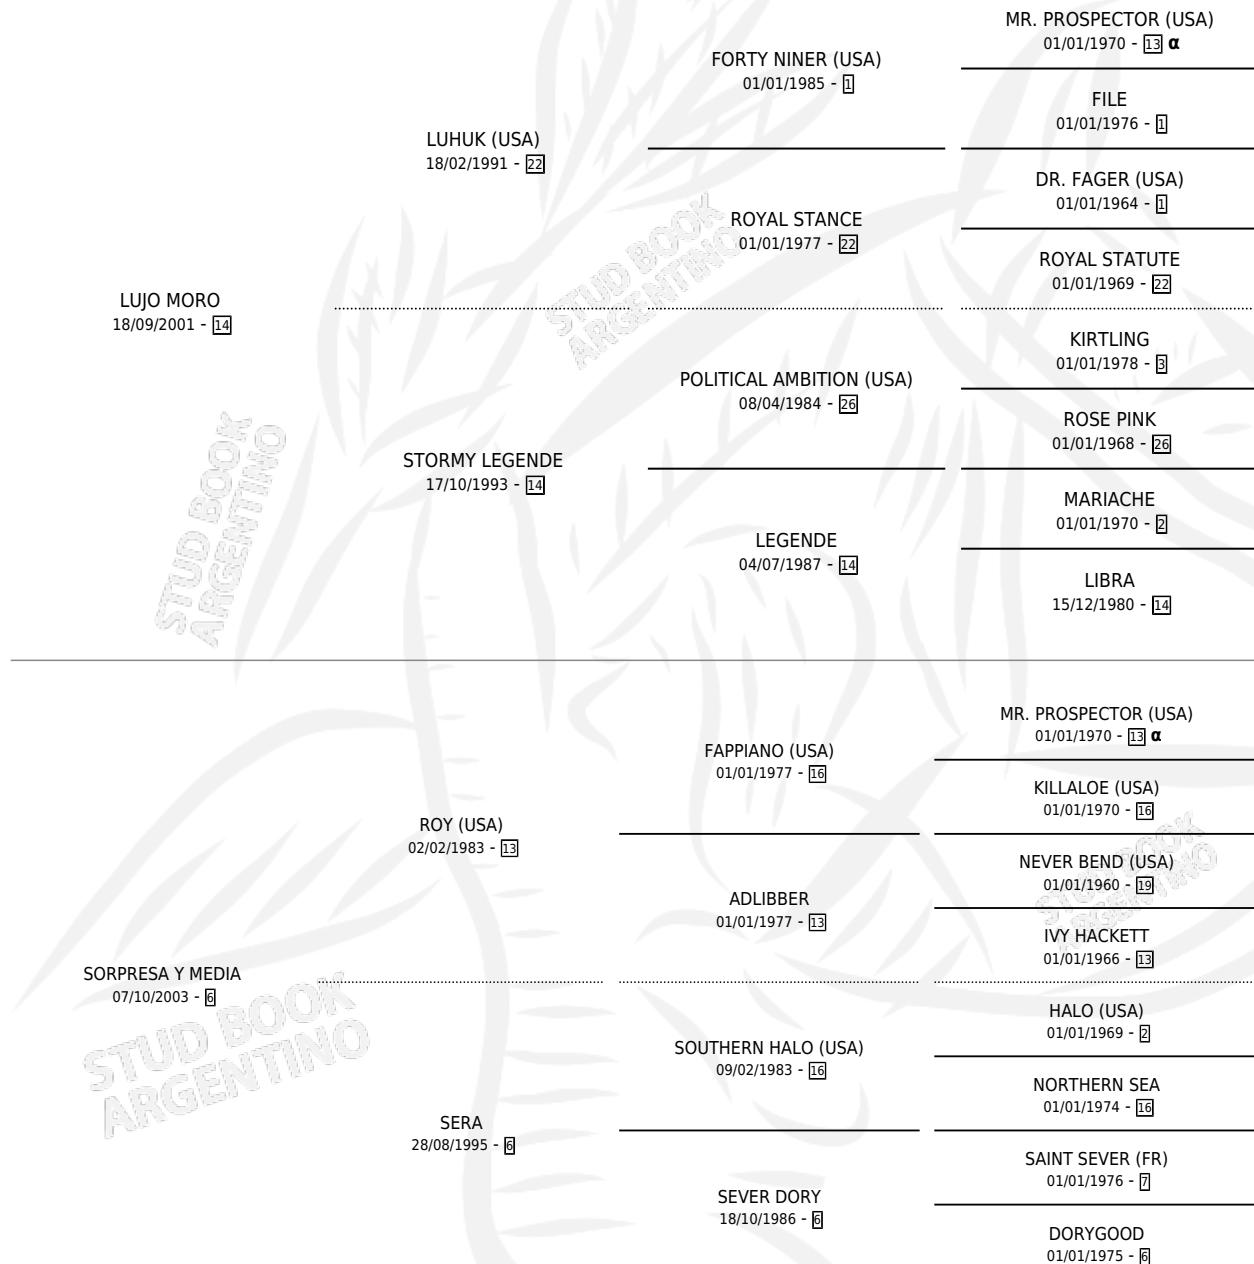 MR. PROSPECTOR (USA)
01/01/1970 - 13 α
FORTY NINER (USA)
01/01/1985 - 1
FILE
01/01/1976 - 1
LUHUK (USA)
18/02/1991 - 22
DR. FAGER (USA)
01/01/1964 - 1
ROYAL STANCE
01/01/1977 - 22
ROYAL STATUTE
01/01/1969 - 22
LUJO MORO
18/09/2001 - 14
KIRTLING
01/01/1978 - 3
POLITICAL AMBITION (USA)
08/04/1984 - 26
ROSE PINK
01/01/1968 - 26
STORMY LEGENDE
17/10/1993 - 14
MARIACHE
01/01/1970 - 2
LEGENDE
04/07/1987 - 14
LIBRA
15/12/1980 - 14
MR. PROSPECTOR (USA)
01/01/1970 - 13 α
FAPPIANO (USA)
01/01/1977 - 16
KILLALOE (USA)
01/01/1970 - 16
ROY (USA)
02/02/1983 - 13
NEVER BEND (USA)
01/01/1960 - 19
ADLIBBER
01/01/1977 - 13
IVY HACKETT
01/01/1966 - 13
SORPRESA Y MEDIA
07/10/2003 - 6
HALO (USA)
01/01/1969 - 2
SOUTHERN HALO (USA)
09/02/1983 - 16
NORTHERN SEA
01/01/1974 - 16
SERA
28/08/1995 - 6
SAINT SEVER (FR)
01/01/1976 - 7
SEVER DORY
18/10/1986 - 6
DORYGOOD
01/01/1975 - 6
STUD BOOK
ARGENTINO
STUD BOOK
ARGENTINO
STUD BOOK
ARGENTINO
STUD BOOK
ARGENTINO